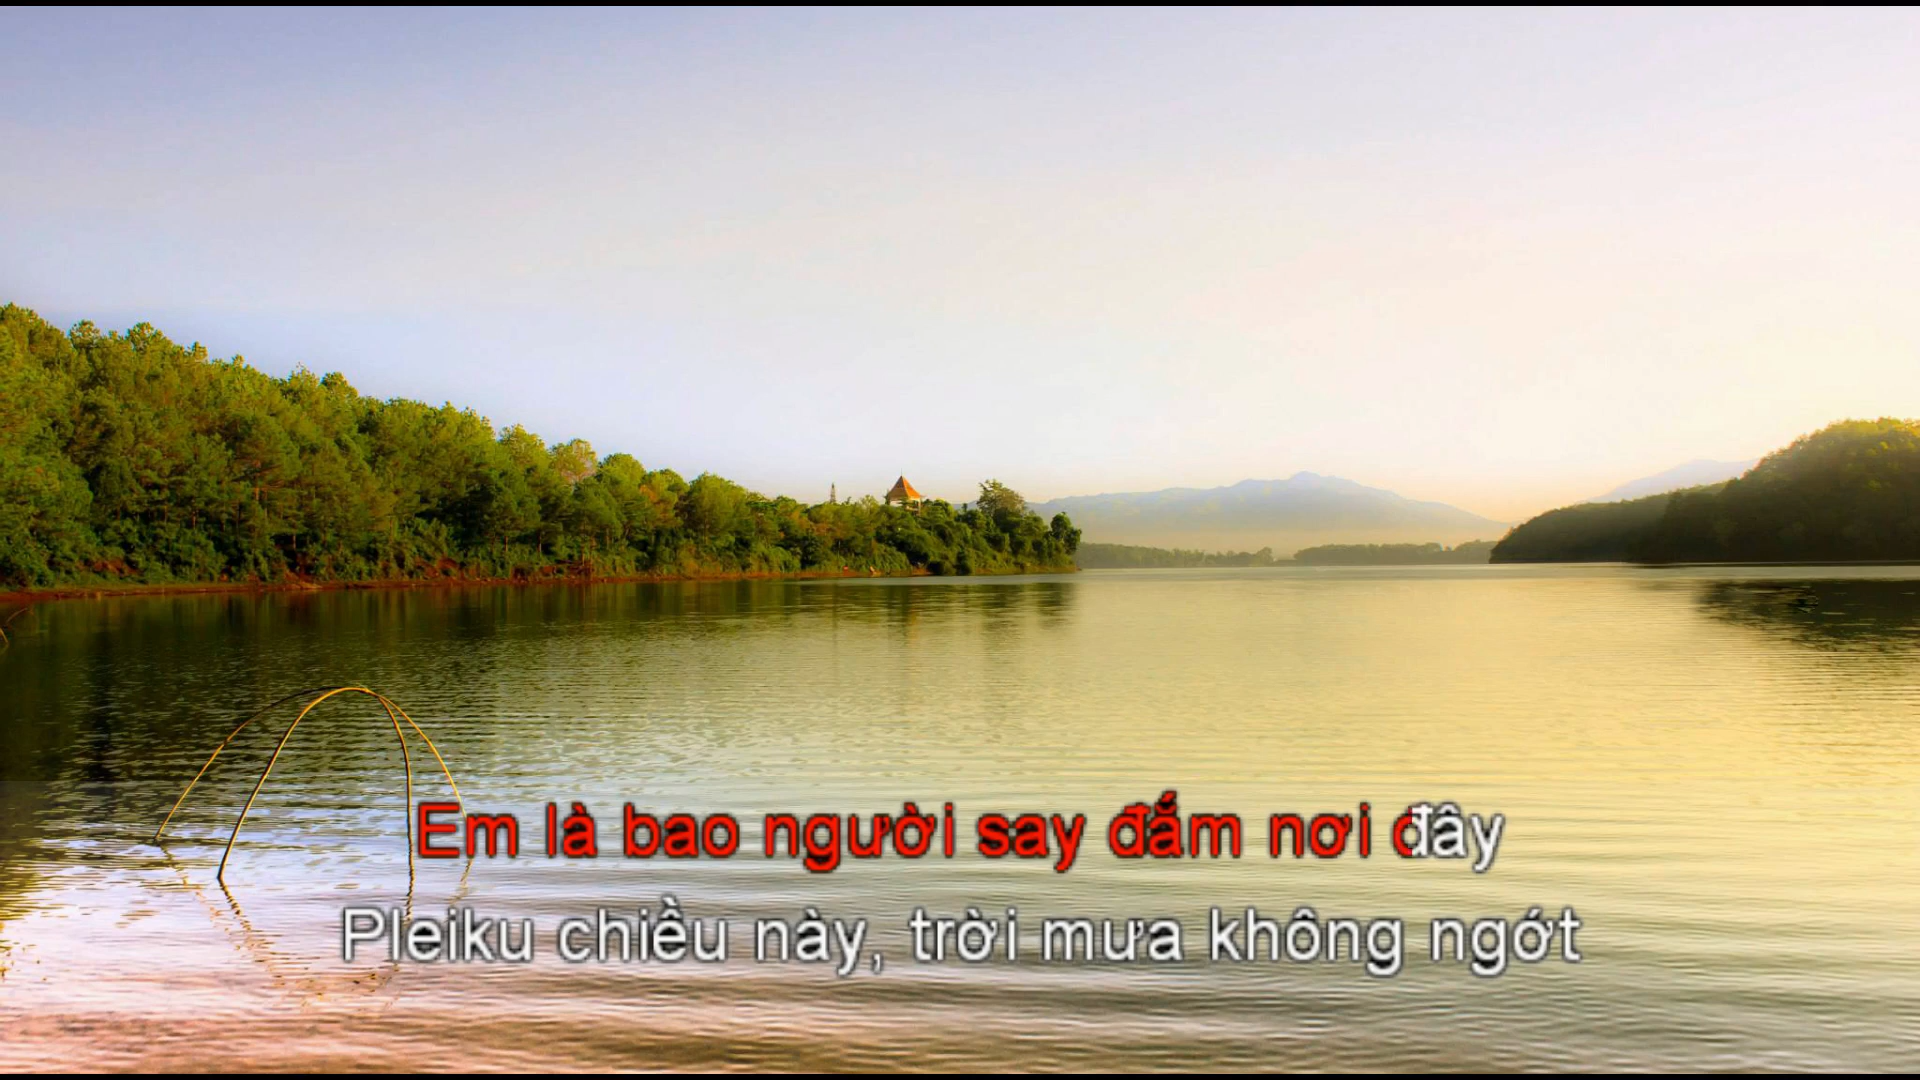 Em là bao người say đắm nơi đây
Pleiku chiều này, trời mưa không ngớt